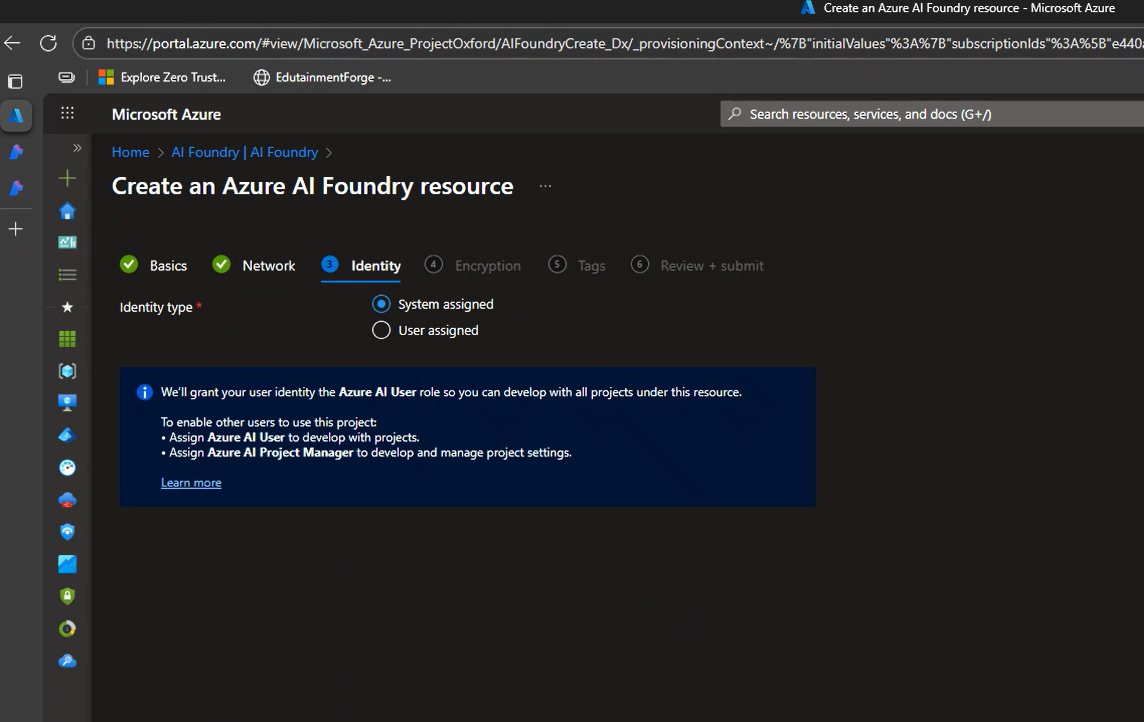 Create an Azure AI Foundry resource - Microsoft Azure
https://portal.azure.com/#view/Microsoft_Azure_ProjectOxford/AIFoundryCreate_Dx/_provisioningContext~/%7B"initialValues"%3A%7B"subscriptionIds"%3A%5B"e440
Explore Zero Trust... EdutainmentForge -...
Microsoft Azure
Search resources, services, and docs (G+/)
Home > AI Foundry | AI Foundry >
Create an Azure AI Foundry resource ...
Basics Network 3 Identity 4 Encryption 5 Tags 6 Review + submit
Identity type * System assigned
User assigned
We'll grant your user identity the Azure AI User role so you can develop with all projects under this resource.
To enable other users to use this project:
• Assign Azure AI User to develop with projects.
• Assign Azure AI Project Manager to develop and manage project settings.
Learn more